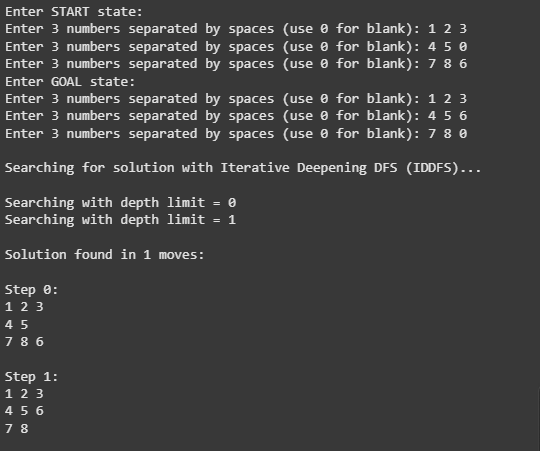 Enter START state:
Enter 3 numbers separated by spaces (use 0 for blank): 1 2 3
Enter 3 numbers separated by spaces (use 0 for blank): 4 5 0
Enter 3 numbers separated by spaces (use 0 for blank): 7 8 6
Enter GOAL state:
Enter 3 numbers separated by spaces (use 0 for blank): 1 2 3
Enter 3 numbers separated by spaces (use 0 for blank): 4 5 6
Enter 3 numbers separated by spaces (use 0 for blank): 7 8 0
Searching for solution with Iterative Deepening DFS (IDDFS)...
Searching with depth limit = 0
Searching with depth limit = 1
Solution found in 1 moves:
Step 0:
1 2 3
4 5
7 8 6
Step 1:
1 2 3
4 5 6
7 8